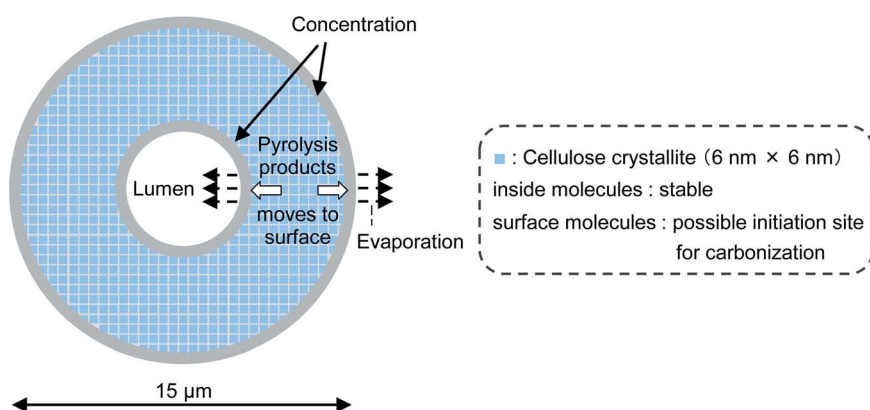 Concentration
Pyrolysis
products
Lumen
moves to
surface
Evaporation
15 µm
: Cellulose crystallite（6 nm × 6 nm）
inside molecules : stable
surface molecules : possible initiation site
for carbonization